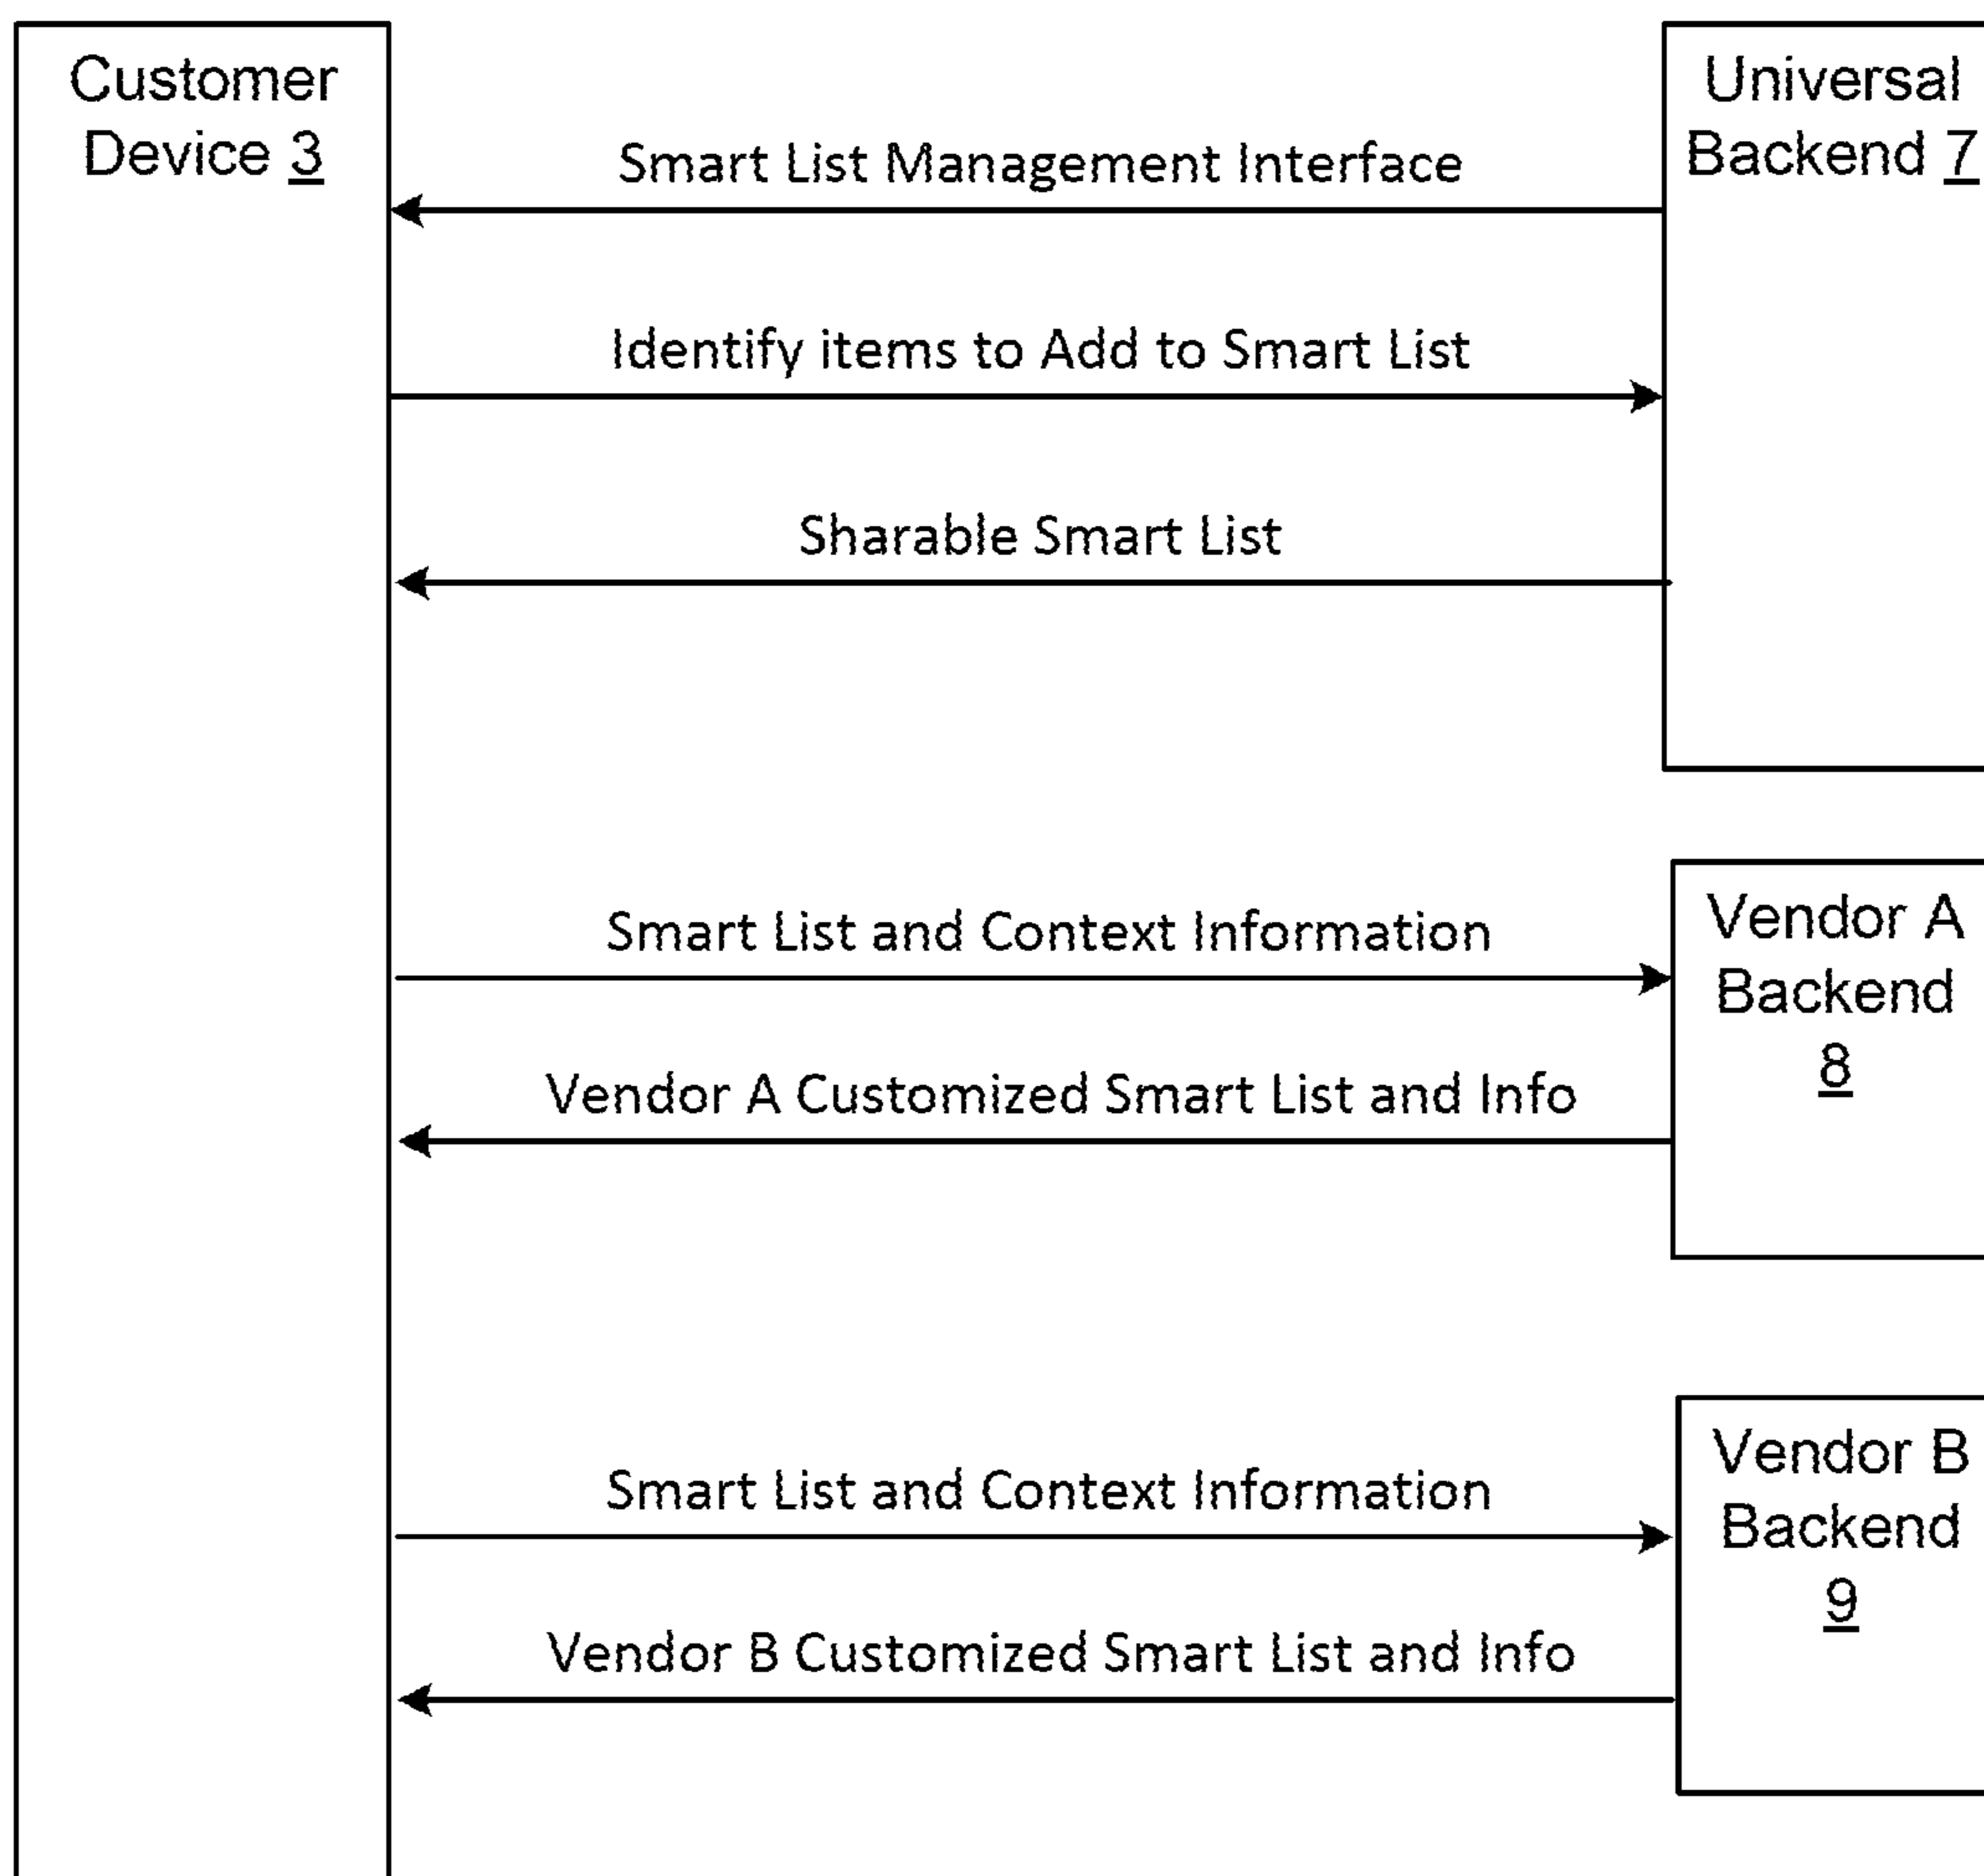 Customer
Device 3
Universal
Backend 7
Smart List Management Interface
Identify items to Add to Smart List
Sharable Smart List
Vendor A
Backend
8
Smart List and Context Information
Vendor A Customized Smart List and Info
Vendor B
Backend
9
Smart List and Context Information
Vendor B Customized Smart List and Info